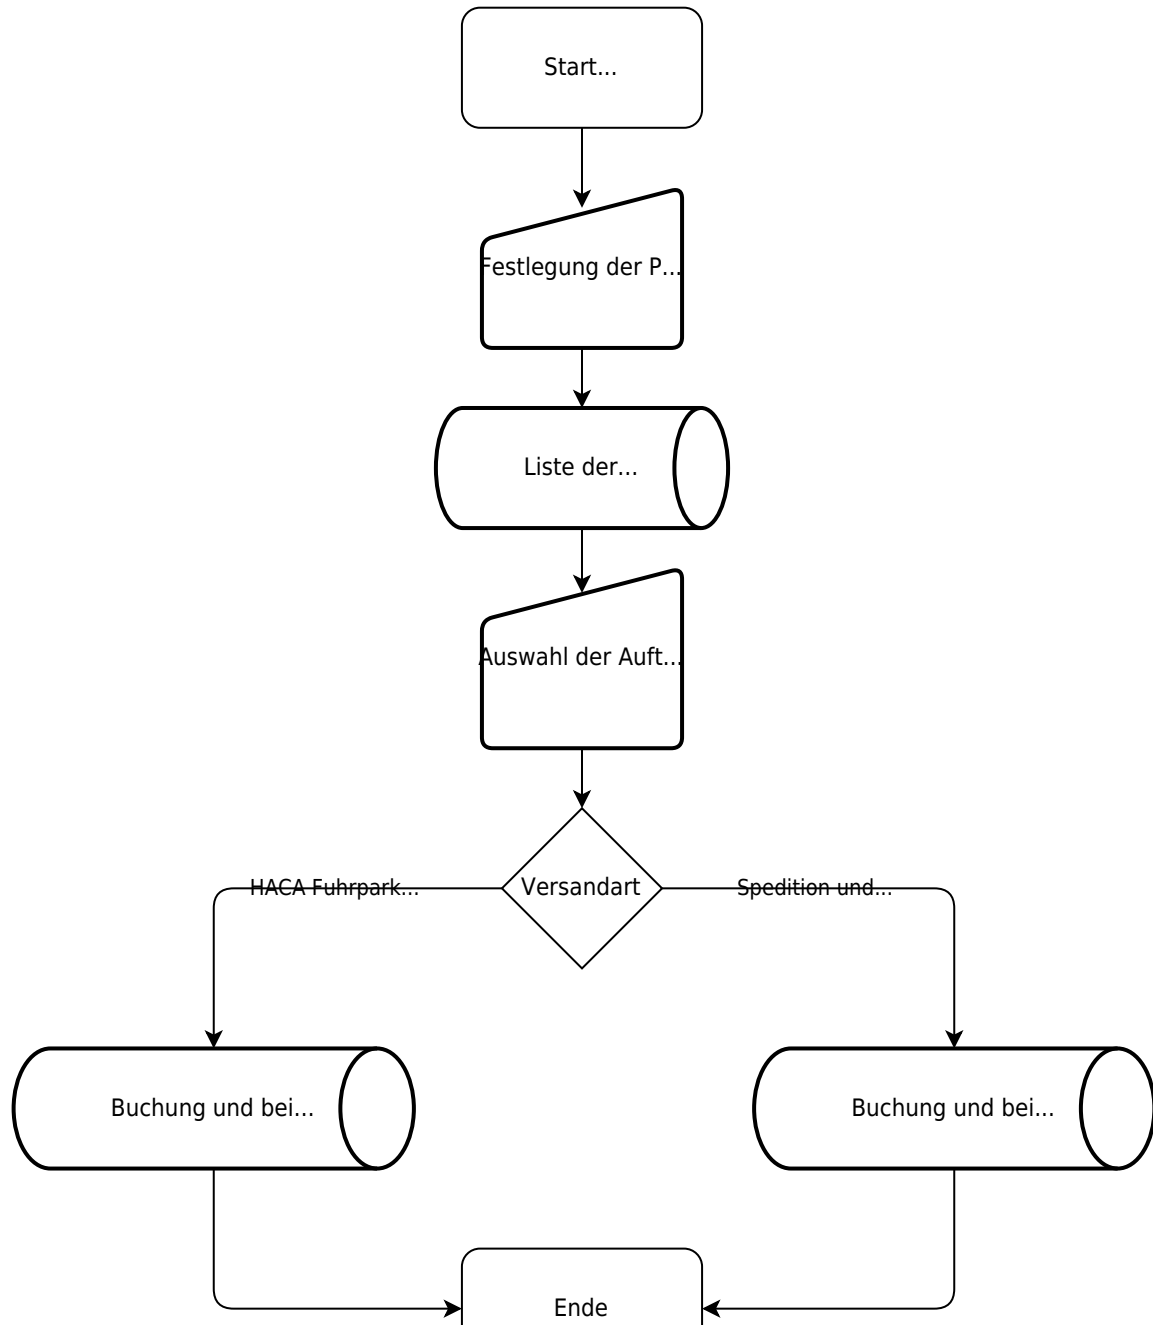 Start...
Festlegung der P...
Liste der...
Auswahl der Auft...
Versandart
HACA Fuhrpark...
Spedition und...
Buchung und bei...
Buchung und bei...
Ende